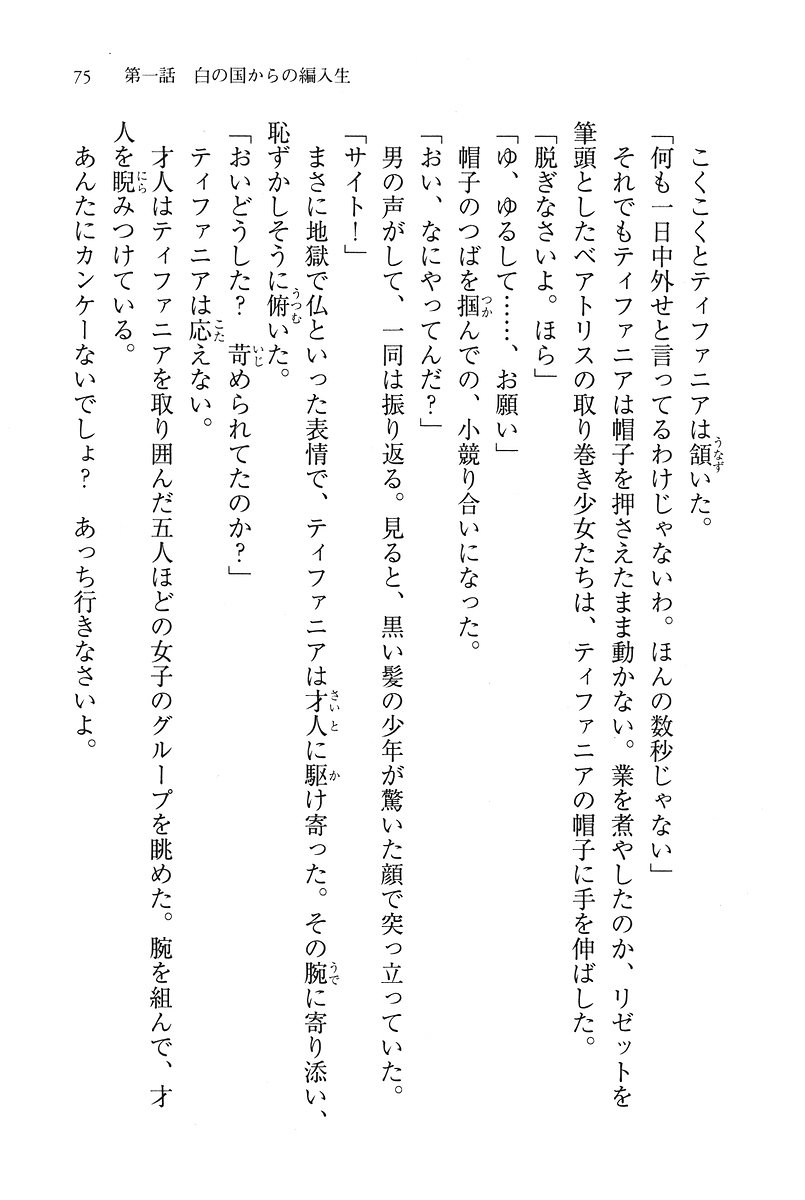 75　第一話　白の国からの編入生
こくこくとティファニアは頷いた。
「何も一日中外せと言ってるわけじゃないわ。ほんの数秒じゃない」
それでもティファニアは帽子を押さえたまま動かない。業を煮やしたのか、リゼットを
筆頭としたベアトリスの取り巻き少女たちは、ティファニアの帽子に手を伸ばした。
「脱ぎなさいよ。ほら」
「ゆ、ゆるして……、お願い」
帽子のつばを掴んでの、小競り合いになった。
「おい、なにやってんだ？」
男の声がして、一同は振り返る。見ると、黒い髪の少年が驚いた顔で突っ立っていた。
「サイト！」
まさに地獄で仏といった表情で、ティファニアは才人に駆け寄った。その腕に寄り添い、
恥ずかしそうに俯いた。
「おいどうした？　苛められてたのか？」
ティファニアは応えない。
才人はティファニアを取り囲んだ五人ほどの女子のグループを眺めた。腕を組んで、才
人を睨みつけている。
あんたにカンケーないでしょ？　あっち行きなさいよ。